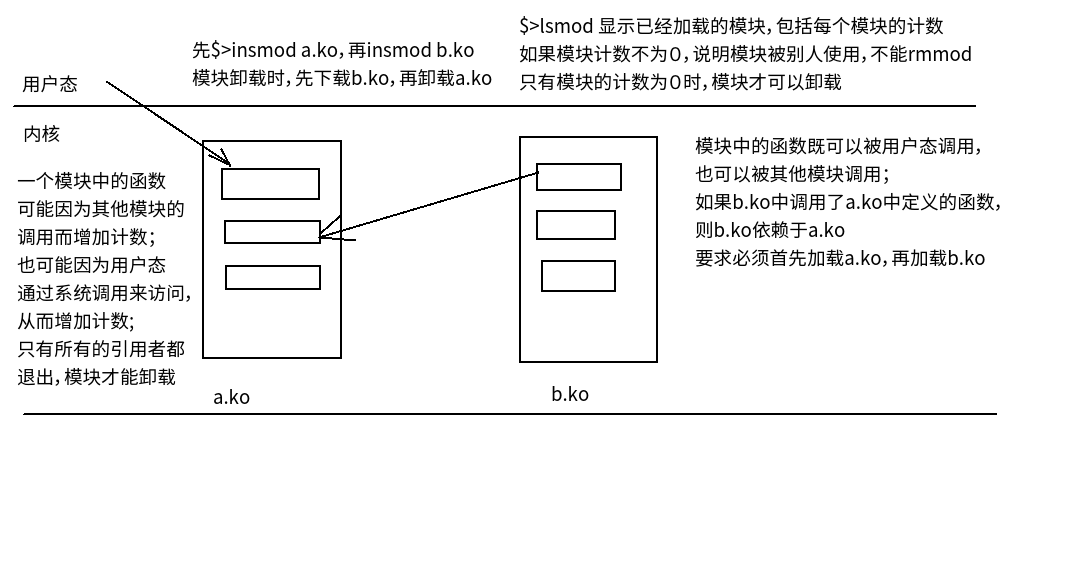 $>lsmod 显示已经加载的模块，包括每个模块的计数
如果模块计数不为0，说明模块被别人使用，不能rmmod
只有模块的计数为0时，模块才可以卸载
先$>insmod a.ko，再insmod b.ko
模块卸载时，先下载b.ko，再卸载a.ko
用户态
内核
一个模块中的函数
可能因为其他模块的
调用而增加计数；
也可能因为用户态
通过系统调用来访问，
从而增加计数;
只有所有的引用者都
退出，模块才能卸载
模块中的函数既可以被用户态调用，
也可以被其他模块调用；
如果b.ko中调用了a.ko中定义的函数，
则b.ko依赖于a.ko
要求必须首先加载a.ko，再加载b.ko
a.ko
b.ko